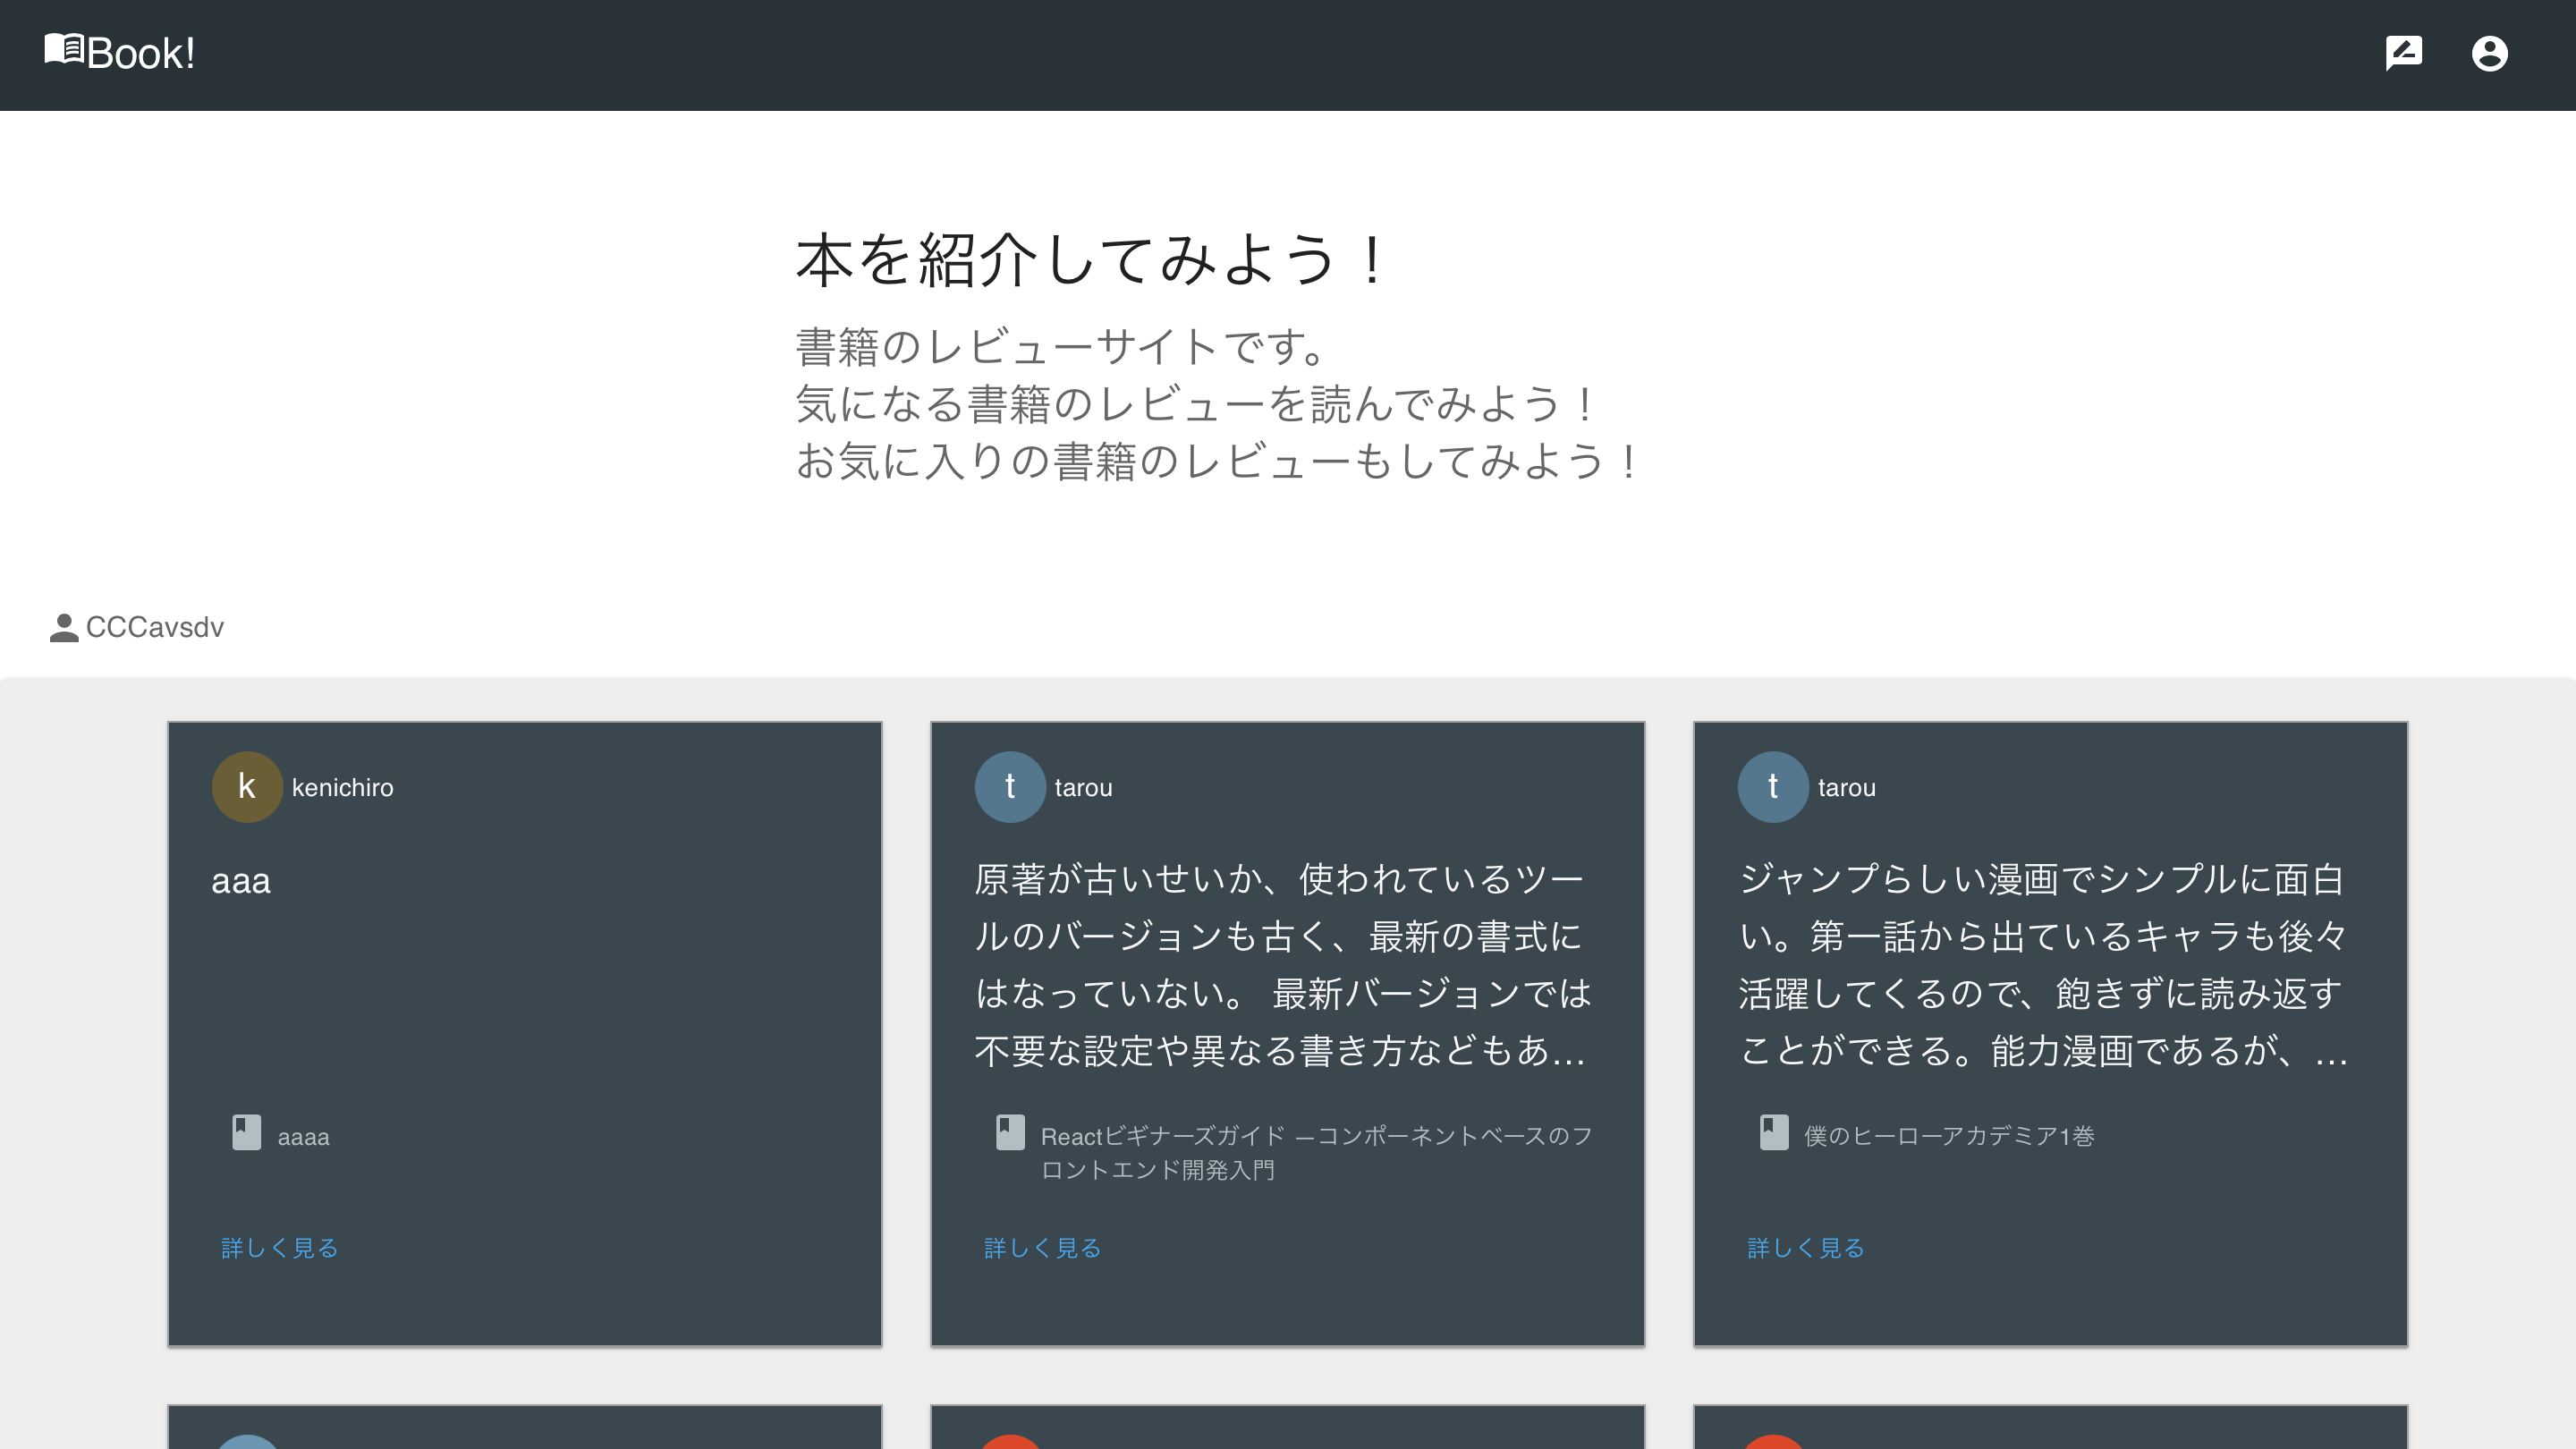 Book!
本を紹介してみよう！
書籍のレビューサイトです。
気になる書籍のレビューを読んでみよう！
お気に入りの書籍のレビューもしてみよう！
CCCavsdv
k kenichiro
aaa
aaaa
詳しく見る
t tarou
原著が古いせいか、使われているツー
ルのバージョンも古く、最新の書式に
はなっていない。 最新バージョンでは
不要な設定や異なる書き方などもあ…
Reactビギナーズガイド ―コンポーネントベースのフ
ロントエンド開発入門
詳しく見る
t tarou
ジャンプらしい漫画でシンプルに面白
い。第一話から出ているキャラも後々
活躍してくるので、飽きずに読み返す
ことができる。能力漫画であるが、…
僕のヒーローアカデミア1巻
詳しく見る